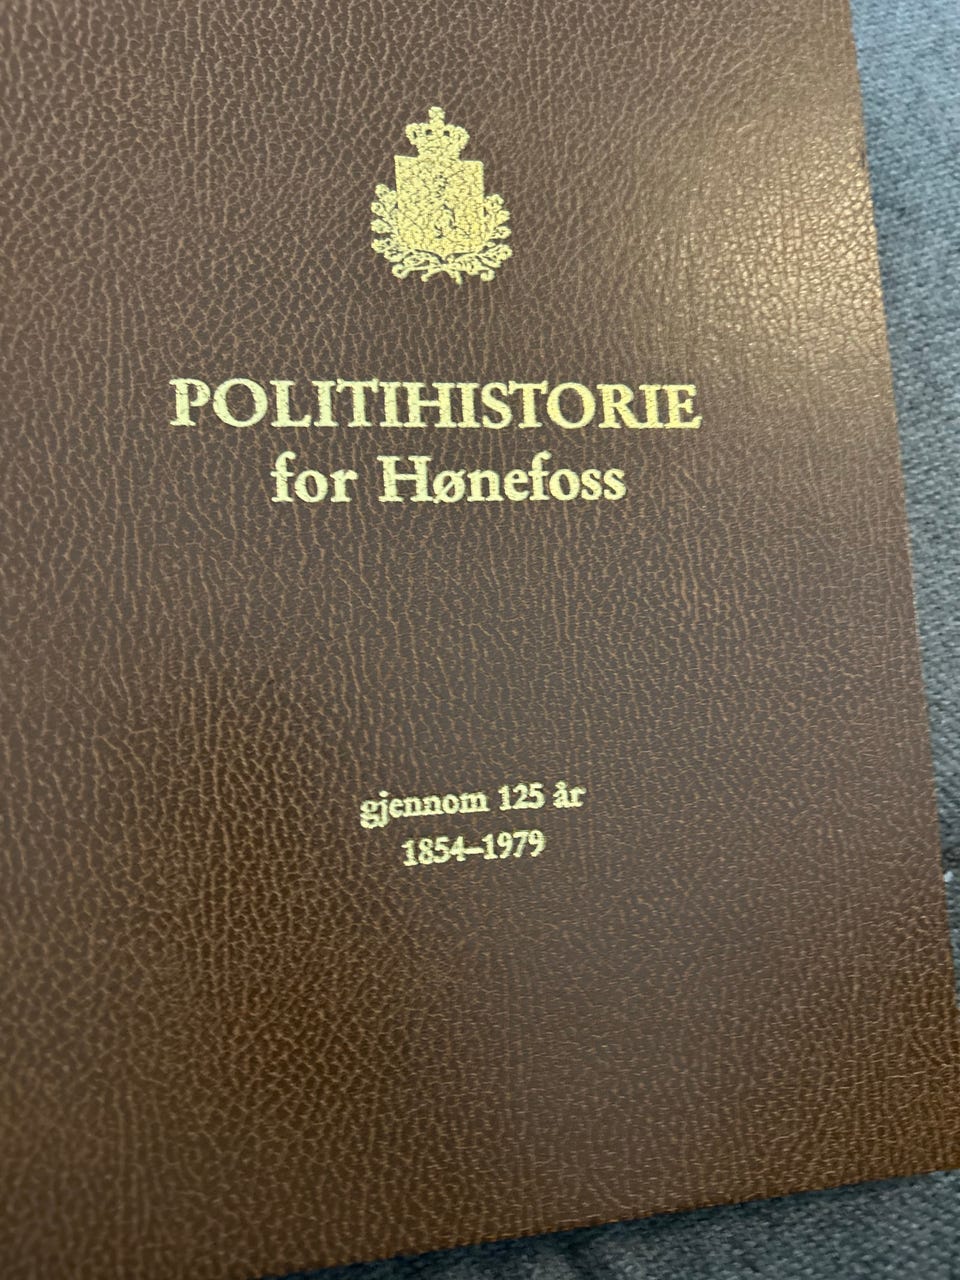 POLITIHISTORIE
for Hønefoss
gjennom 125 år
1854–1979